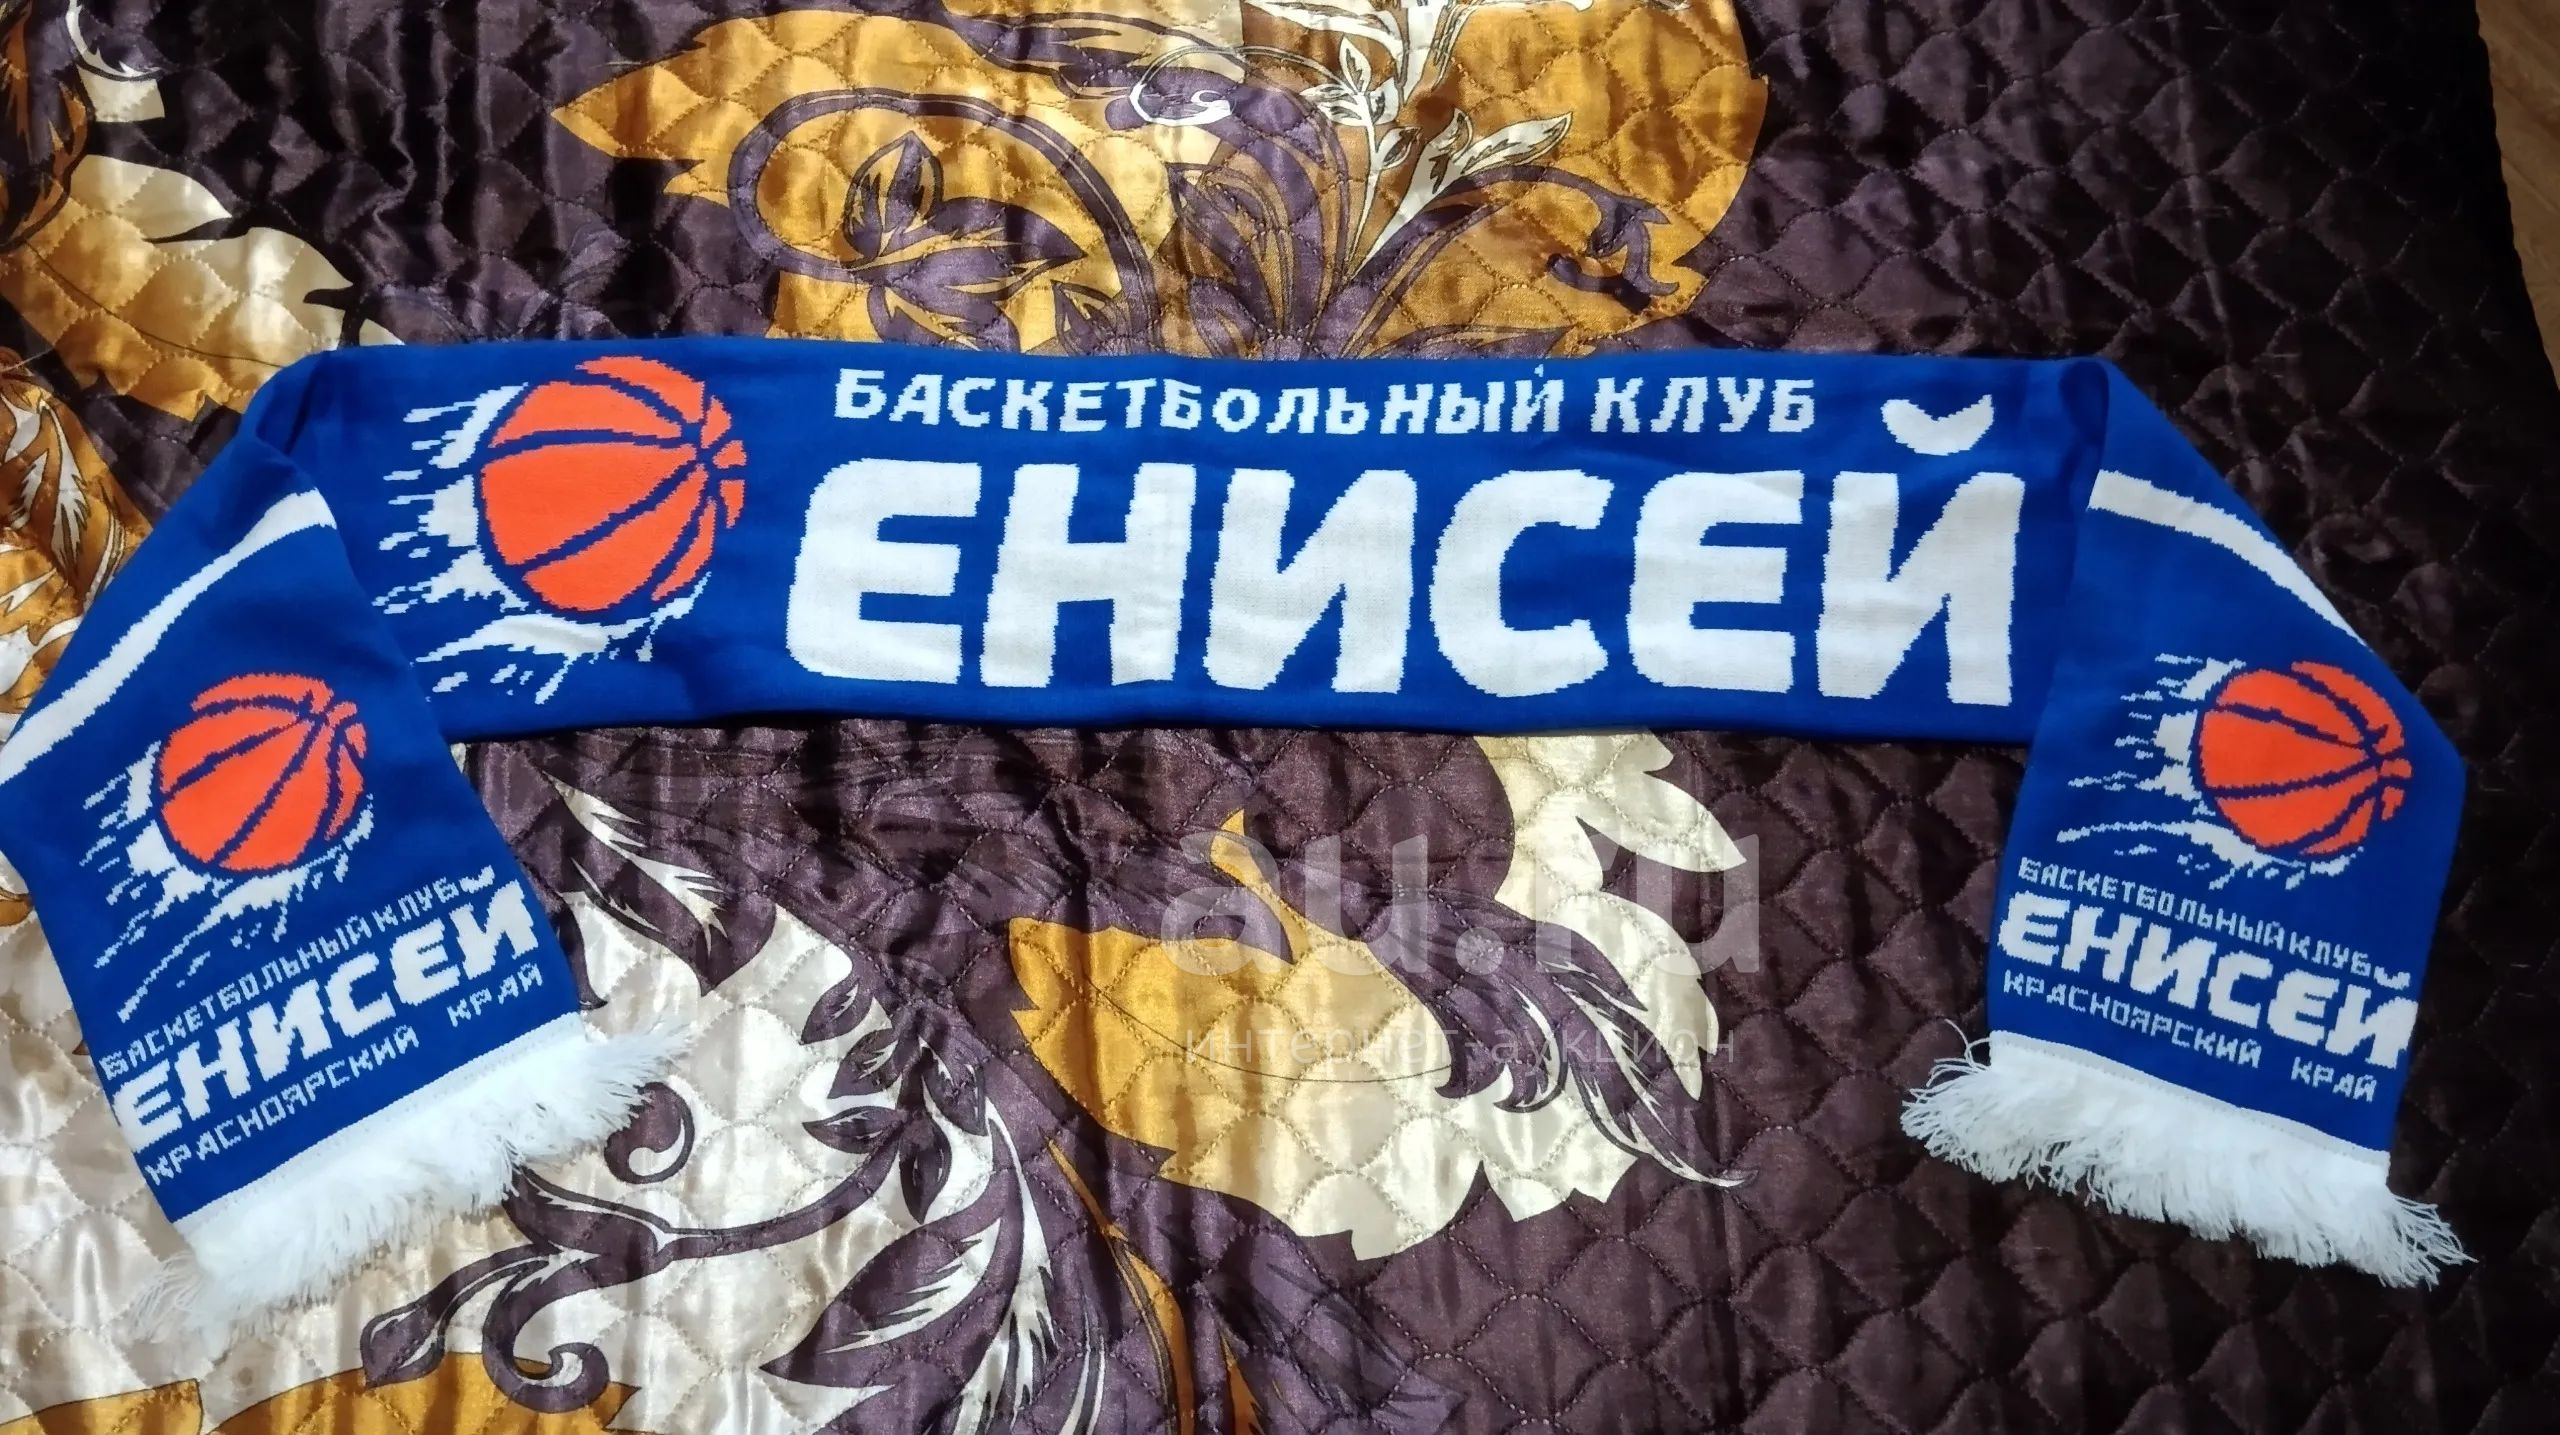 БАСКЕТБОЛЬНЫЙ КЛУБ
ЕНИСЕЙ
БАСКЕТБОЛЬНЫЙ КЛУБ
ЕНИСЕЙ
КРАСНОЯРСКИЙ КРАЙ
БАСКЕТБОЛЬНЫЙ КЛУБ
ЕНИСЕЙ
КРАСНОЯРСКИЙ КРАЙ
au.ru
интернет-аукцион